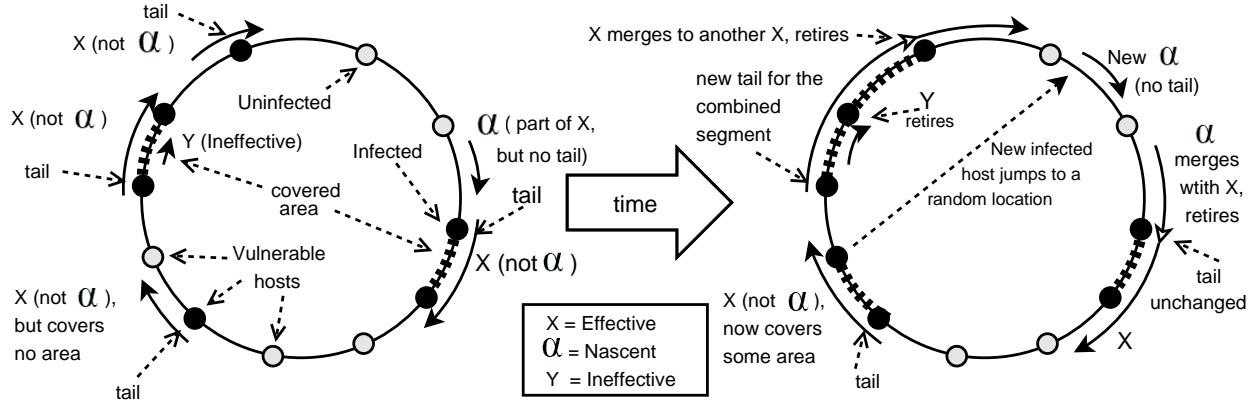 tail
X (not α)
Uninfected
X (not α)
Y (Ineffective)
tail
covered
area
Infected
α ( part of X,
but no tail)
tail
X (not α)
Vulnerable
hosts
X (not α),
but covers
no area
tail
time
X = Effective
α = Nascent
Y = Ineffective
X merges to another X, retires
new tail for the
combined
segment
Y
retires
New α
(no tail)
New infected
host jumps to a
random location
α
merges
wtith X,
retires
tail
unchanged
X
X (not α),
now covers
some area
tail